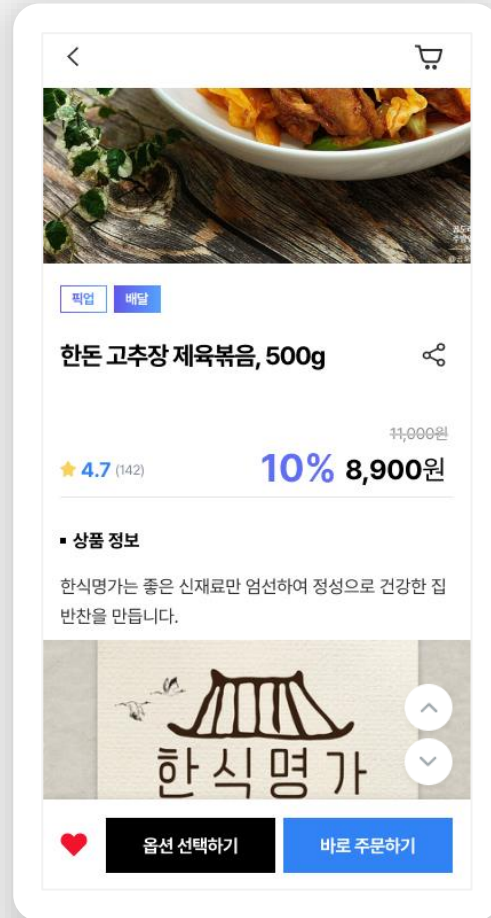 픽업 배달
한돈 고추장 제육볶음, 500g
11,000원
4.7 (142) 10% 8,900원
▪ 상품 정보
한식명가는 좋은 신재료만 엄선하여 정성으로 건강한 집
반찬을 만듭니다.
한식명가
옵션 선택하기 바로 주문하기